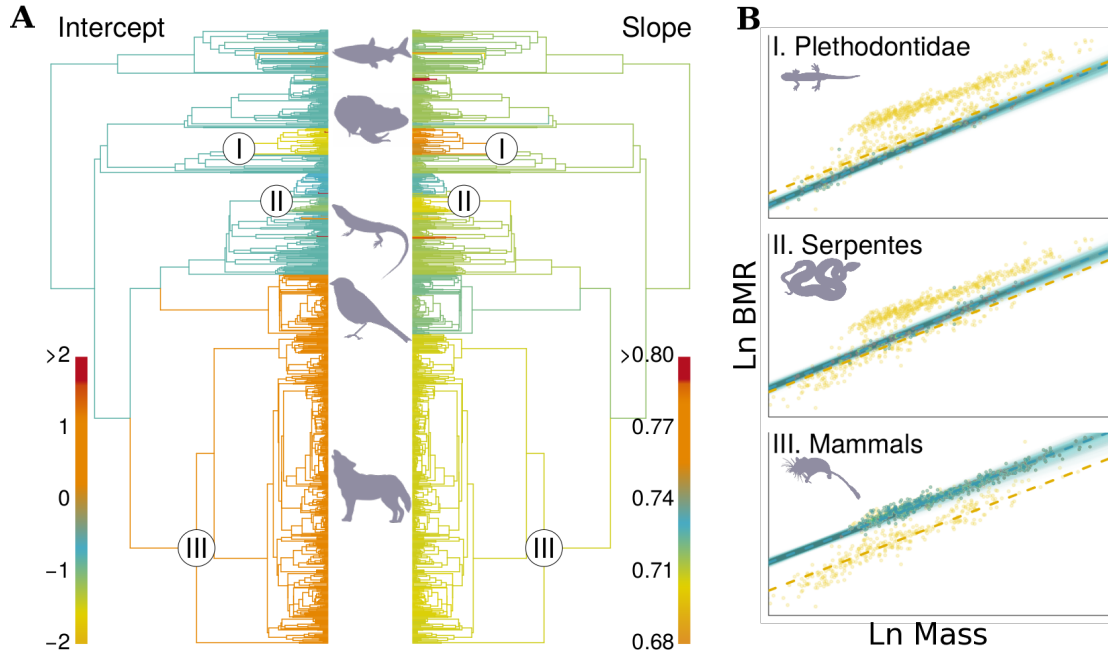 A
B
Intercept
Slope
I
I
II
II
III
III
>2
1
0
−1
−2
>0.80
0.77
0.74
0.71
0.68
I. Plethodontidae
II. Serpentes
III. Mammals
Ln BMR
Ln Mass